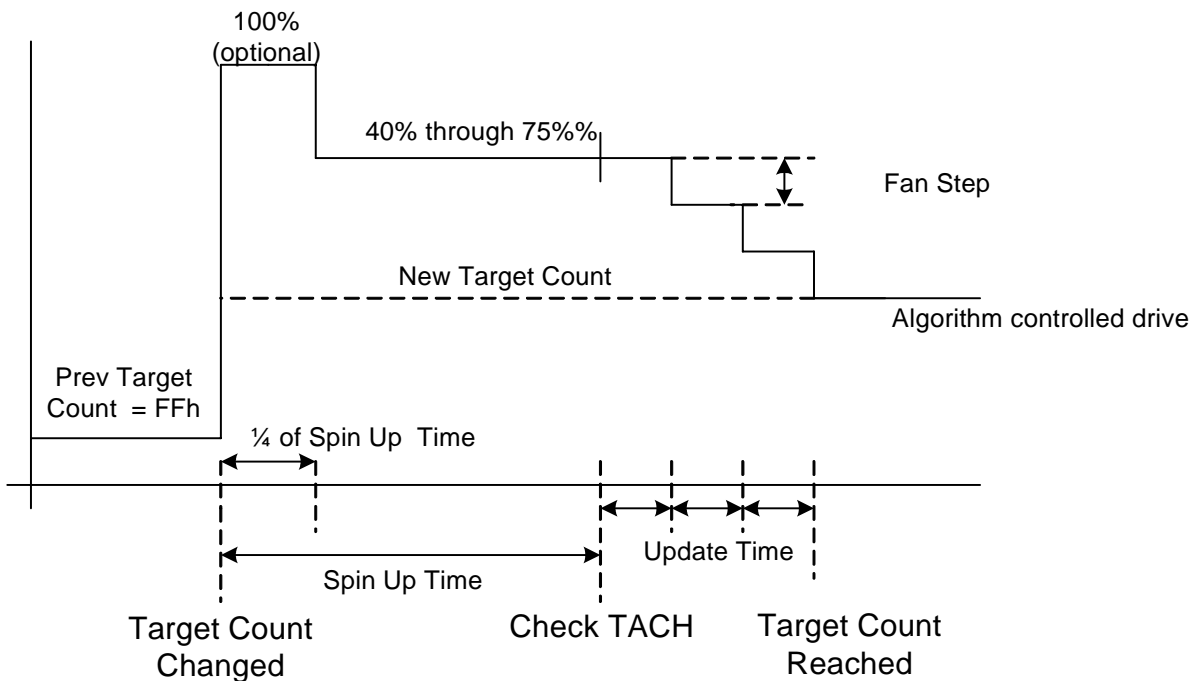 100%
(optional)
40% through 75%%
Fan Step
New Target Count
Algorithm controlled drive
Prev Target
Count  = FFh
¼ of Spin Up  Time
Update Time
Spin Up Time
Target Count
Changed
Check TACH
Target Count
Reached